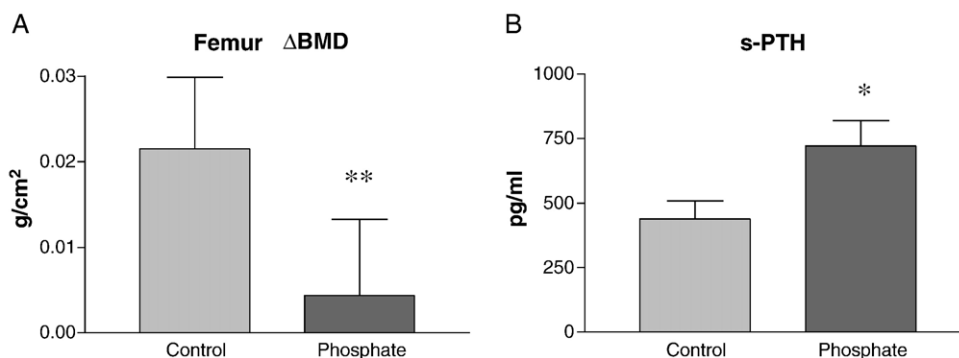 A
Femur ΔBMD
g/cm²
0.03
0.02
0.01
0.00
**
Control Phosphate
B
s-PTH
pg/ml
1000
750
500
250
0
*
Control Phosphate